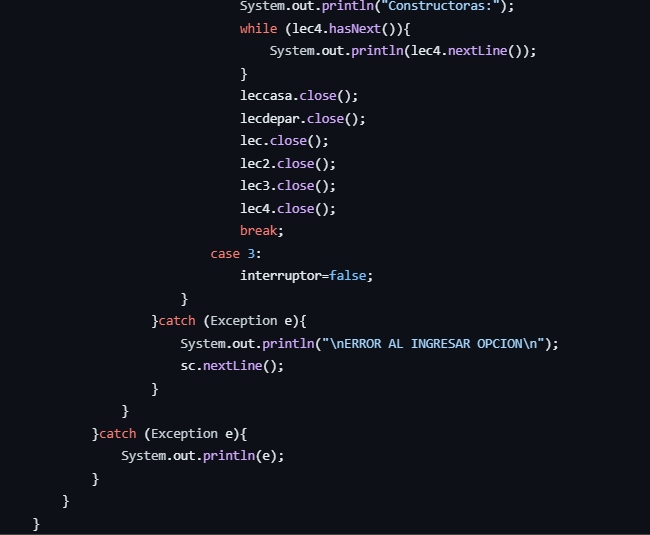 System.out.println("Constructoras:");
while (lec4.hasNext()){
System.out.println(lec4.nextLine());
}
leccasa.close();
lecdepar.close();
lec.close();
lec2.close();
lec3.close();
lec4.close();
break;
case 3:
interruptor=false;
}
}catch (Exception e){
System.out.println("\nERROR AL INGRESAR OPCION\n");
sc.nextLine();
}
}
}catch (Exception e){
System.out.println(e);
}
}
}